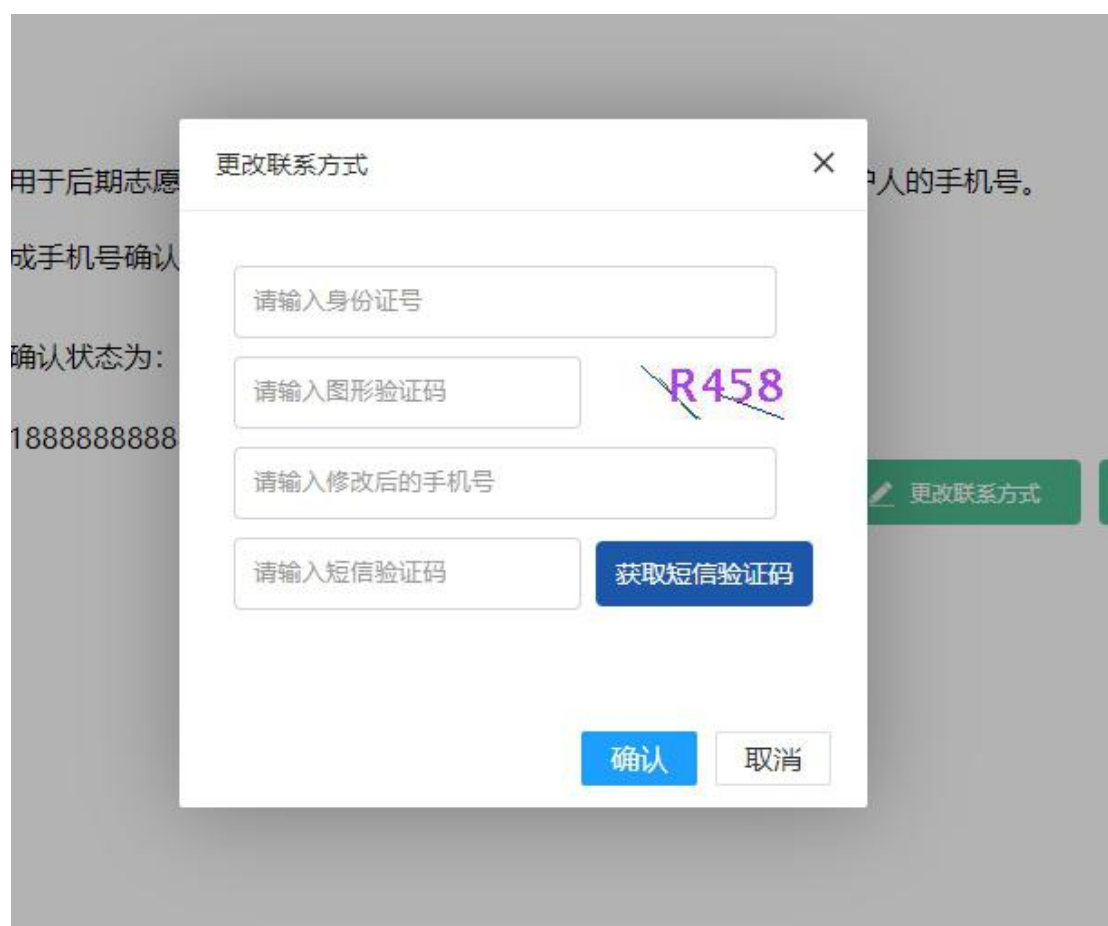 更改联系方式
用于后期志愿
护人的手机号。
成手机号确认
请输入身份证号
确认状态为:
请输入图形验证码
R458
1888888888
请输入修改后的手机号
更改联系方式
请输入短信验证码
获取短信验证码
确认
取消